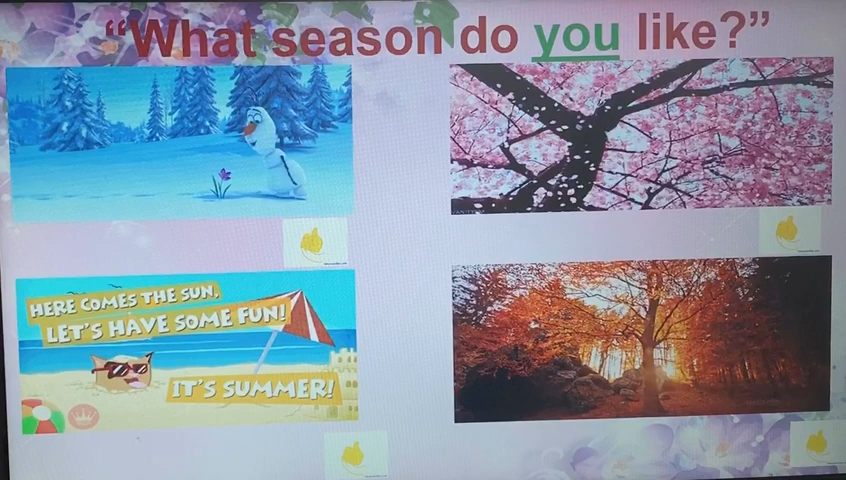 “What season do you like?”
HERE COMES THE SUN,
LET'S HAVE SOME FUN!
IT'S SUMMER!